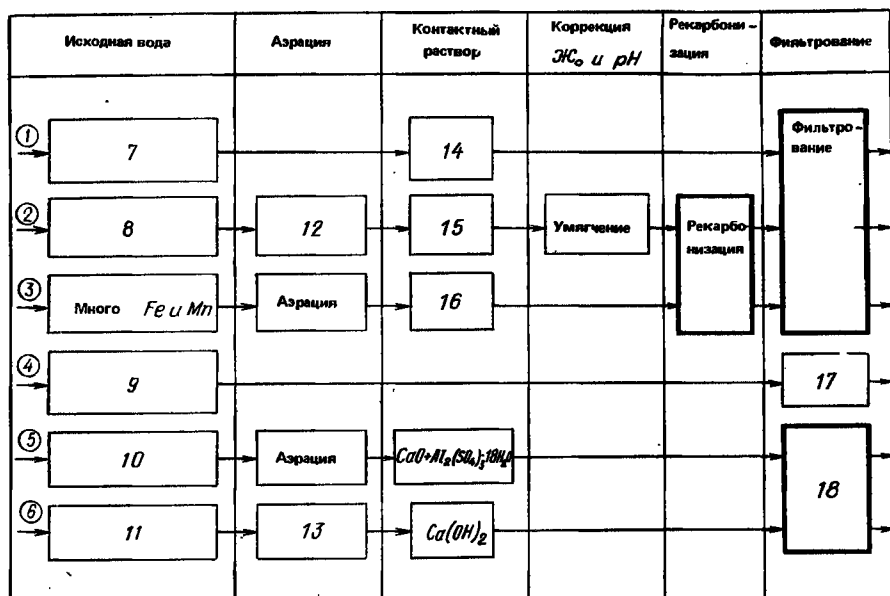 Исходная вода
Аэрация
Контактный
раствор
Коррекция
Ж₀ и pH
Рекарбони-
зация
Фильтрование
①
7
14
Фильтро-
вание
②
8
12
15
Умягчение
Рекарбо-
низация
③
Много Fe и Mn
Аэрация
16
④
9
17
⑤
10
Аэрация
CaO+Al₂(SO₄)₃·18H₂O
18
⑥
11
13
Ca(OH)₂